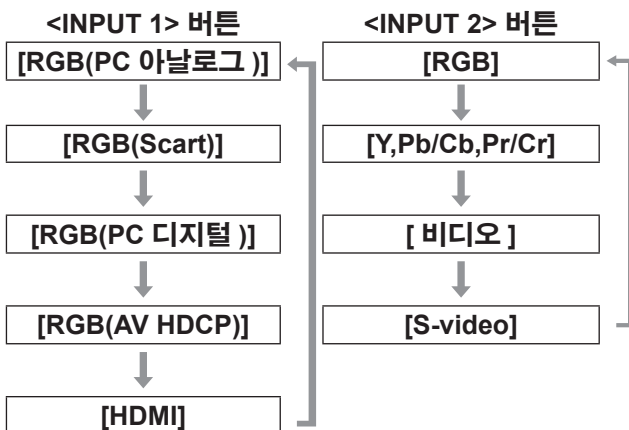 <INPUT 1> 버튼
[RGB(PC 아날로그 )]
[RGB(Scart)]
[RGB(PC 디지털 )]
[RGB(AV HDCP)]
[HDMI]
<INPUT 2> 버튼
[RGB]
[Y,Pb/Cb,Pr/Cr]
[ 비디오 ]
[S-video]